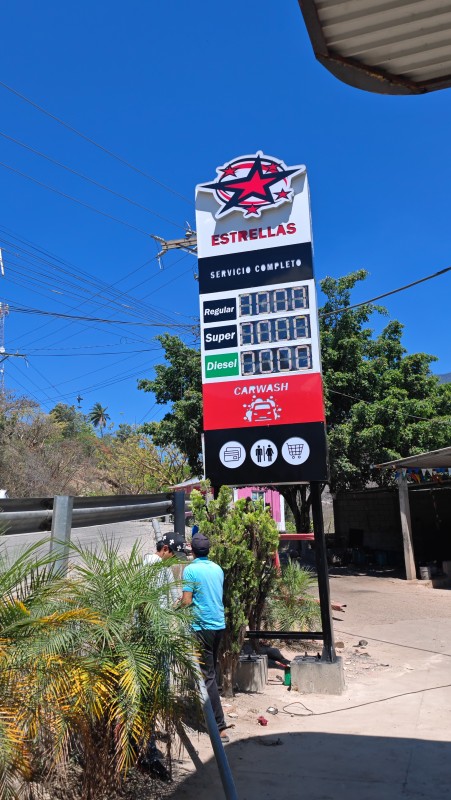 ESTRELLAS
SERVICIO COMPLETO
Regular
Super
Diesel
CARWASH